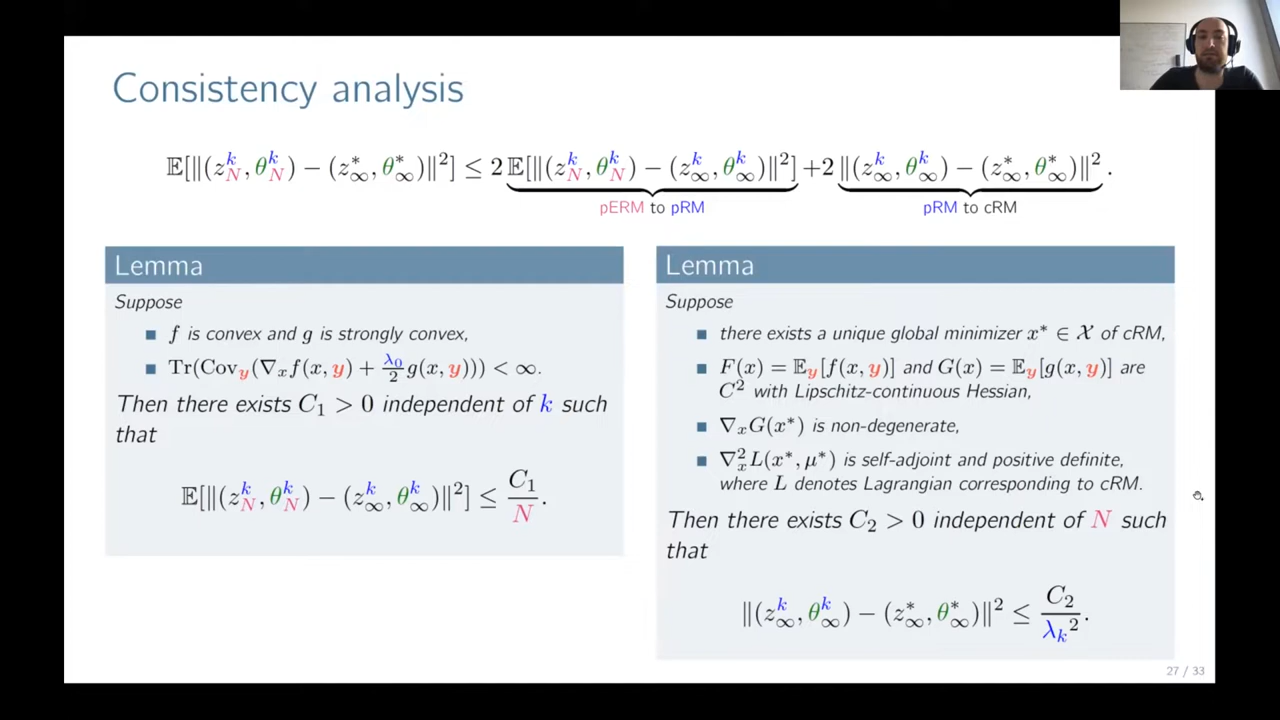 Consistency analysis
𝔼[‖(z_N^k, θ_N^k) − (z_∞^*, θ_∞^*)‖²] ≤ 2 𝔼[‖(z_N^k, θ_N^k) − (z_∞^k, θ_∞^k)‖²] +2 ‖(z_∞^k, θ_∞^k) − (z_∞^*, θ_∞^*)‖² .
pERM to pRM
pRM to cRM
Lemma
Suppose
f is convex and g is strongly convex,
Tr(Cov_y(∇_x f(x, y) + λ_0/2 g(x, y))) < ∞.
Then there exists C_1 > 0 independent of k such
that
𝔼[‖(z_N^k, θ_N^k) − (z_∞^k, θ_∞^k)‖²] ≤ C_1/N.
Lemma
Suppose
there exists a unique global minimizer x* ∈ 𝒳 of cRM,
F(x) = 𝔼_y[f(x, y)] and G(x) = 𝔼_y[g(x, y)] are
C² with Lipschitz-continuous Hessian,
∇_x G(x*) is non-degenerate,
∇_x² L(x*, μ*) is self-adjoint and positive definite,
where L denotes Lagrangian corresponding to cRM.
Then there exists C_2 > 0 independent of N such
that
‖(z_∞^k, θ_∞^k) − (z_∞^*, θ_∞^*)‖² ≤ C_2/λ_k².
27 / 33